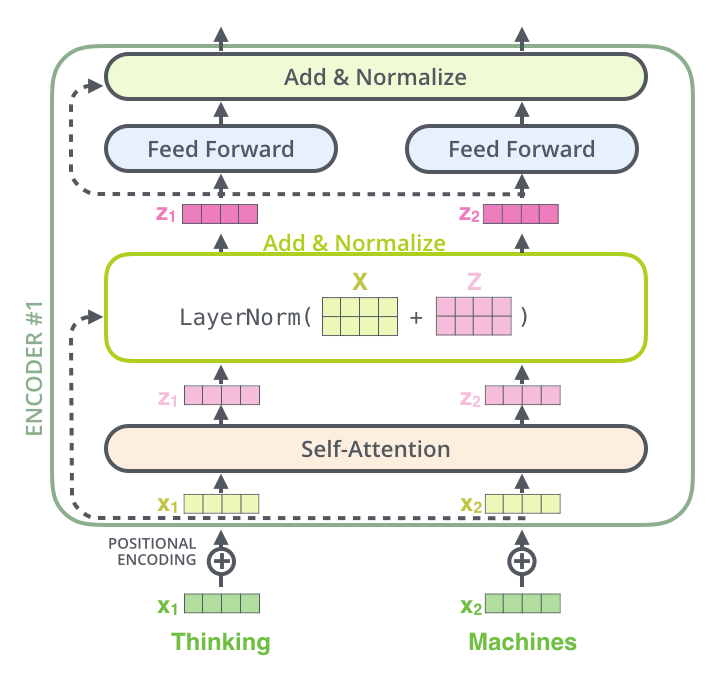 Add & Normalize
Feed Forward
Feed Forward
z1
z2
Add & Normalize
X
Z
LayerNorm(
+
)
ENCODER #1
z1
z2
Self-Attention
x1
x2
POSITIONAL
ENCODING
x1
x2
Thinking
Machines